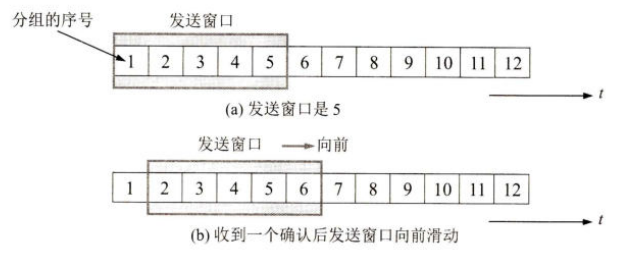 分组的序号
发送窗口
1 2 3 4 5 6 7 8 9 10 11 12
t
(a) 发送窗口是 5
发送窗口 向前
1 2 3 4 5 6 7 8 9 10 11 12
t
(b) 收到一个确认后发送窗口向前滑动